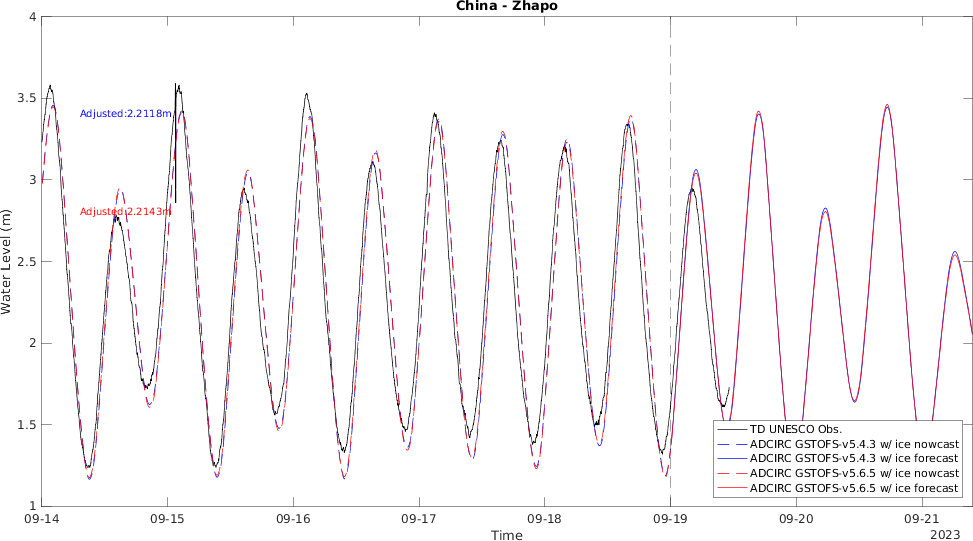 China - Zhapo
4
3.5
3
2.5
2
1.5
1
Water Level (m)
Adjusted:2.2118m
Adjusted:2.2143m
TD UNESCO Obs.
ADCIRC GSTOFS-v5.4.3 w/ ice nowcast
ADCIRC GSTOFS-v5.4.3 w/ ice forecast
ADCIRC GSTOFS-v5.6.5 w/ ice nowcast
ADCIRC GSTOFS-v5.6.5 w/ ice forecast
09-14 09-15 09-16 09-17 09-18 09-19 09-20 09-21
Time
2023